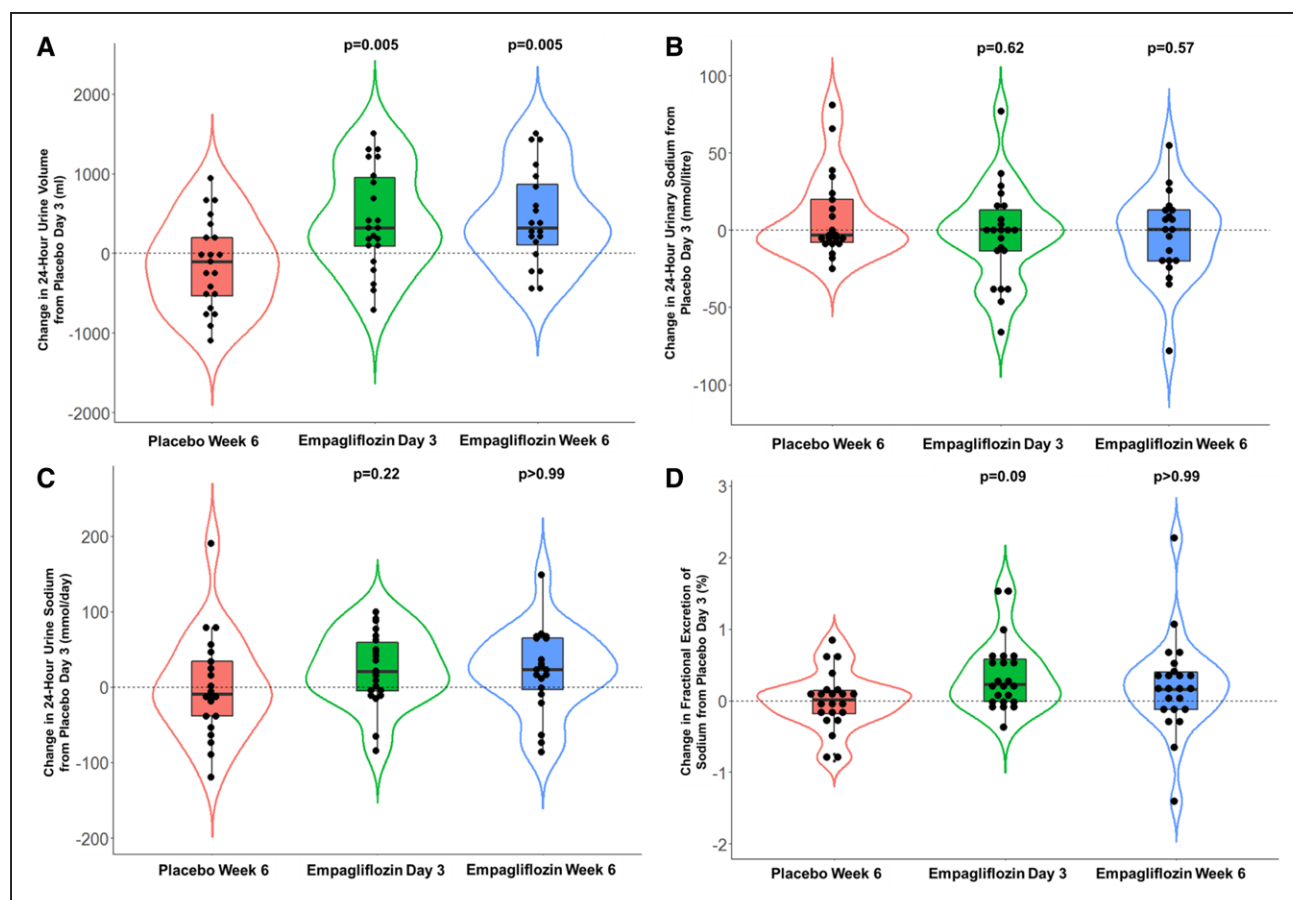 A
p=0.005
p=0.005
Change in 24-Hour Urine Volume
from Placebo Day 3 (ml)
2000
1000
0
-1000
-2000
Placebo Week 6
Empagliflozin Day 3
Empagliflozin Week 6
B
p=0.62
p=0.57
Change in 24-Hour Urinary Sodium from
Placebo Day 3 (mmol/litre)
100
50
0
-50
-100
Placebo Week 6
Empagliflozin Day 3
Empagliflozin Week 6
C
p=0.22
p>0.99
Change in 24-Hour Urine Sodium
from Placebo Day 3 (mmol/day)
200
100
0
-100
-200
Placebo Week 6
Empagliflozin Day 3
Empagliflozin Week 6
D
p=0.09
p>0.99
Change in Fractional Excretion of
Sodium from Placebo Day 3 (%)
3
2
1
0
-1
-2
Placebo Week 6
Empagliflozin Day 3
Empagliflozin Week 6